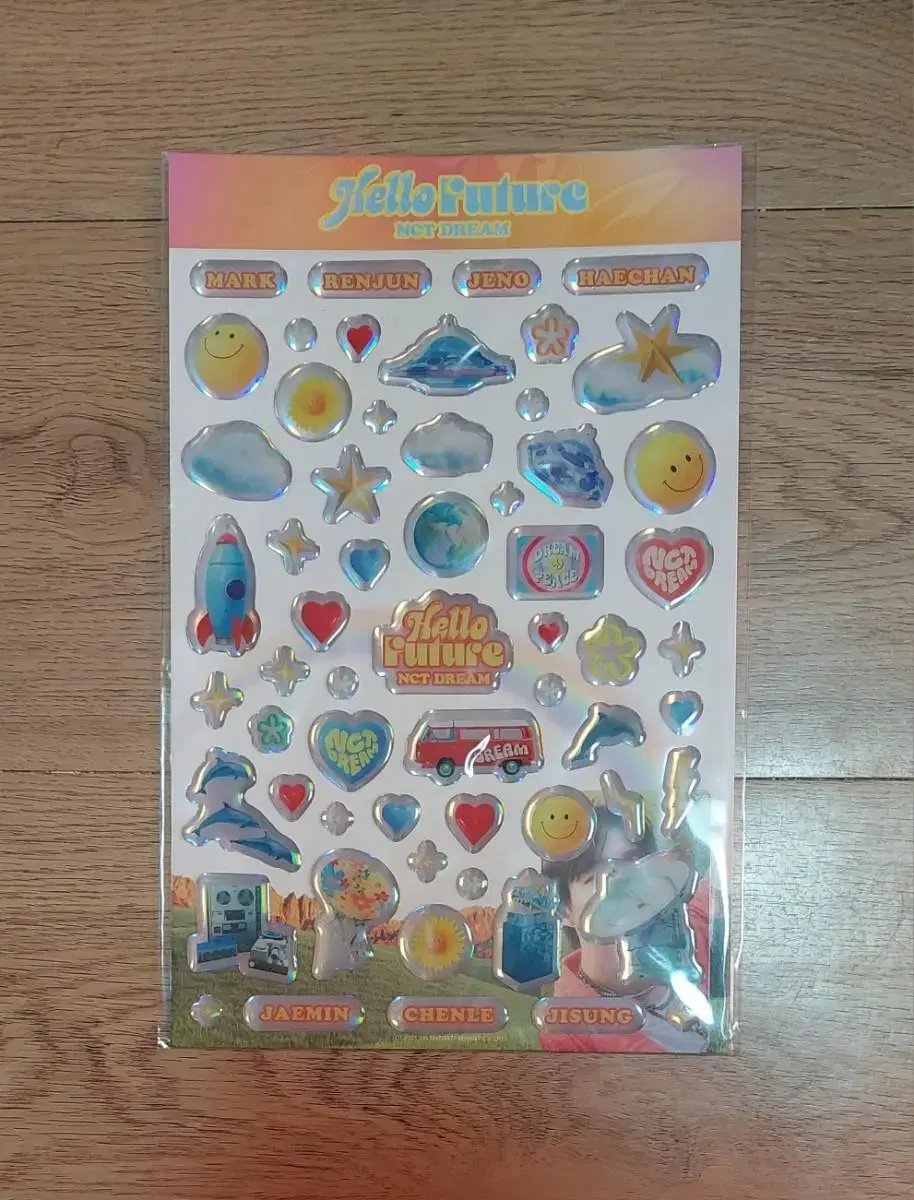 Hello Future
NCT DREAM
MARK RENJUN JENO HAECHAN
DREAM
PEACE
NCT
DREAM
Hello
Future
NCT DREAM
NCT
DREAM
DREAM
JAEMIN CHENLE JISUNG